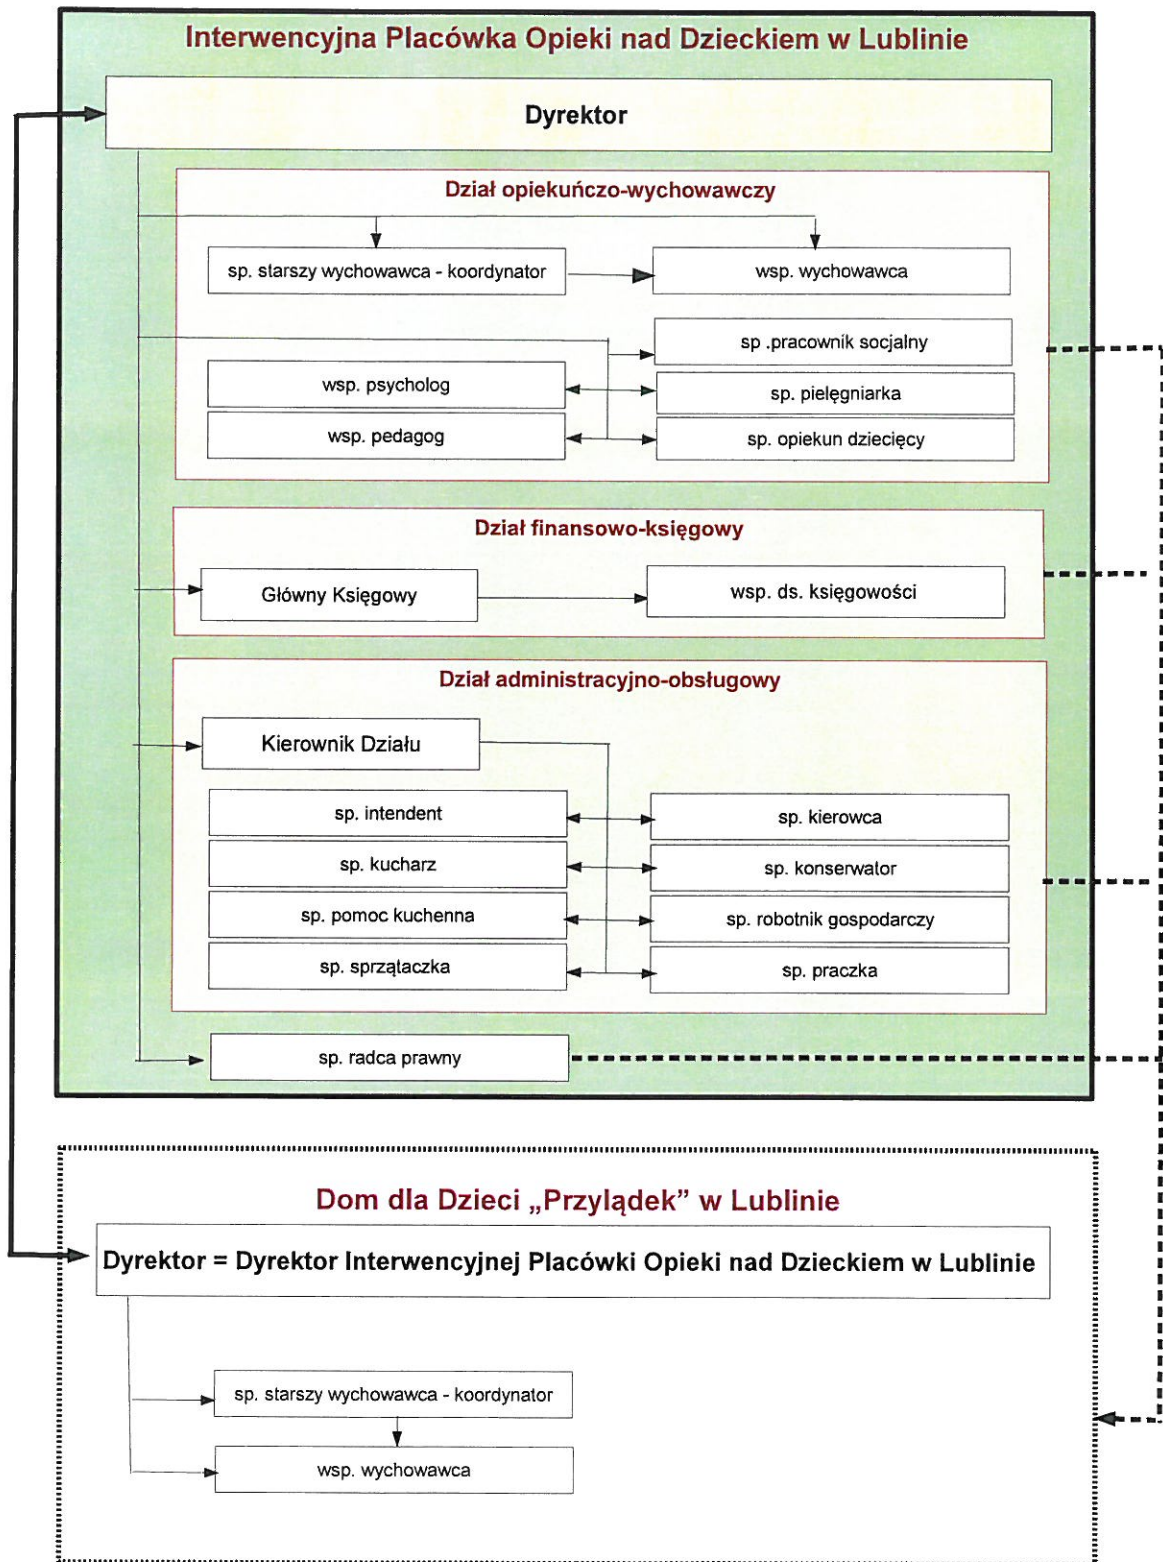 Interwencyjna Placówka Opieki nad Dzieckiem w Lublinie
Dyrektor
Dział opiekuńczo-wychowawczy
sp. starszy wychowawca - koordynator
wsp. wychowawca
sp .pracownik socjalny
wsp. psycholog
sp. pielęgniarka
wsp. pedagog
sp. opiekun dziecięcy
Dział finansowo-księgowy
Główny Księgowy
wsp. ds. księgowości
Dział administracyjno-obsługowy
Kierownik Działu
sp. intendent
sp. kierowca
sp. kucharz
sp. konserwator
sp. pomoc kuchenna
sp. robotnik gospodarczy
sp. sprzątaczka
sp. praczka
sp. radca prawny
Dom dla Dzieci „Przylądek” w Lublinie
Dyrektor = Dyrektor Interwencyjnej Placówki Opieki nad Dzieckiem w Lublinie
sp. starszy wychowawca - koordynator
wsp. wychowawca